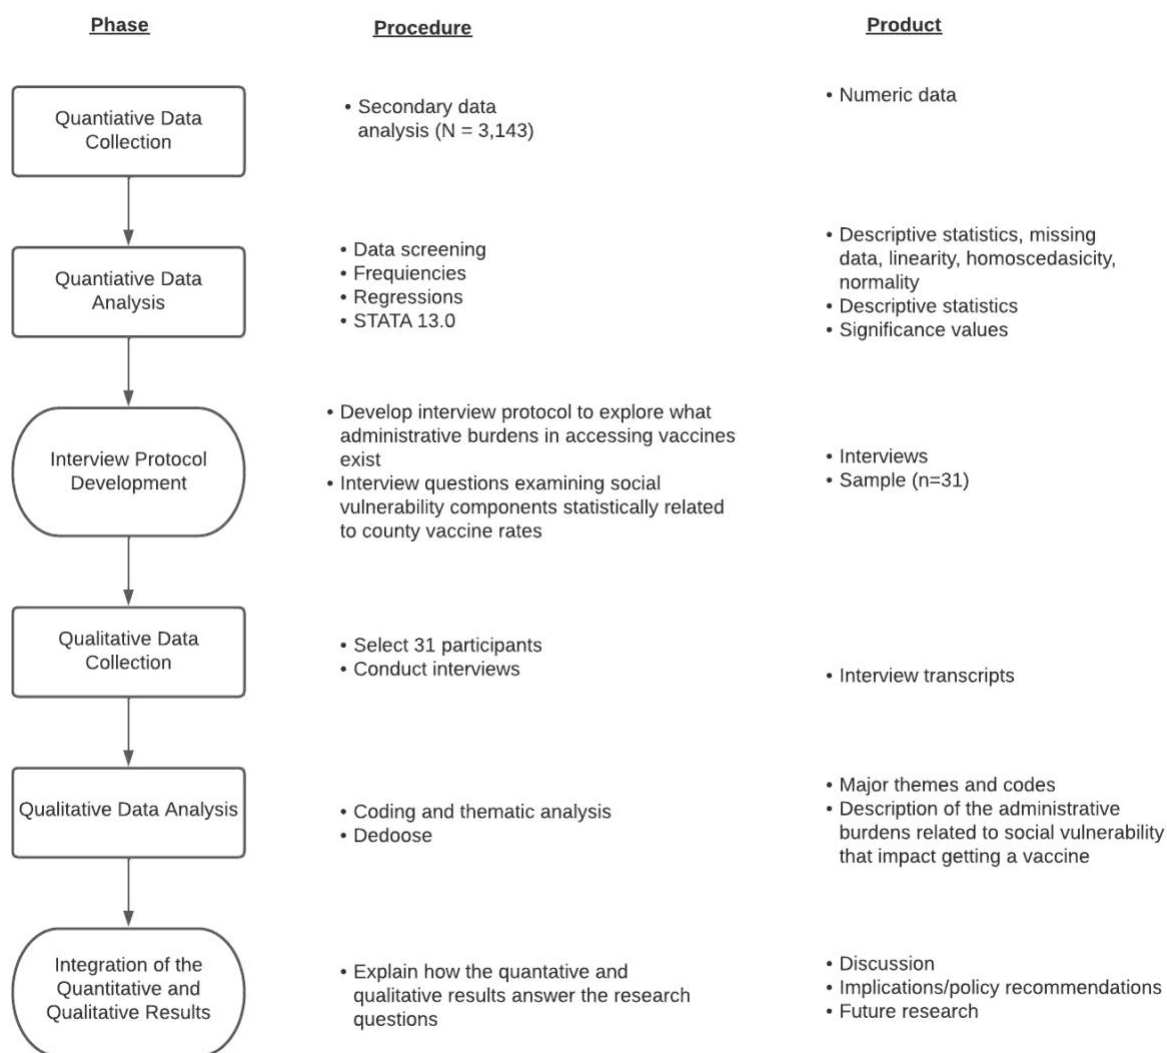 Phase
Procedure
Product
Quantiative Data
Collection
• Secondary data
analysis (N = 3,143)
• Numeric data
Quantiative Data
Analysis
• Data screening
• Frequiencies
• Regressions
• STATA 13.0
• Descriptive statistics, missing
data, linearity, homoscedasicity,
normality
• Descriptive statistics
• Significance values
Interview Protocol
Development
• Develop interview protocol to explore what
administrative burdens in accessing vaccines
exist
• Interview questions examining social
vulnerability components statistically related
to county vaccine rates
• Interviews
• Sample (n=31)
Qualitative Data
Collection
• Select 31 participants
• Conduct interviews
• Interview transcripts
Qualitative Data Analysis
• Coding and thematic analysis
• Dedoose
• Major themes and codes
• Description of the administrative
burdens related to social vulnerability
that impact getting a vaccine
Integration of the
Quantitative and
Qualitative Results
• Explain how the quantative and
qualitative results answer the research
questions
• Discussion
• Implications/policy recommendations
• Future research